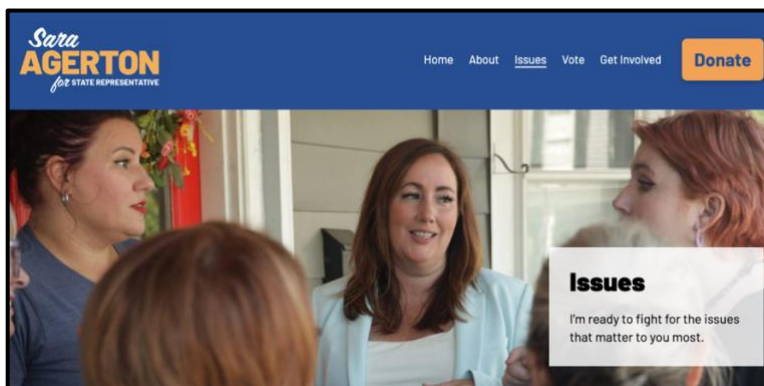 Sara
AGERTON
for STATE REPRESENTATIVE
Home About Issues Vote Get Involved Donate
Issues
I'm ready to fight for the issues
that matter to you most.